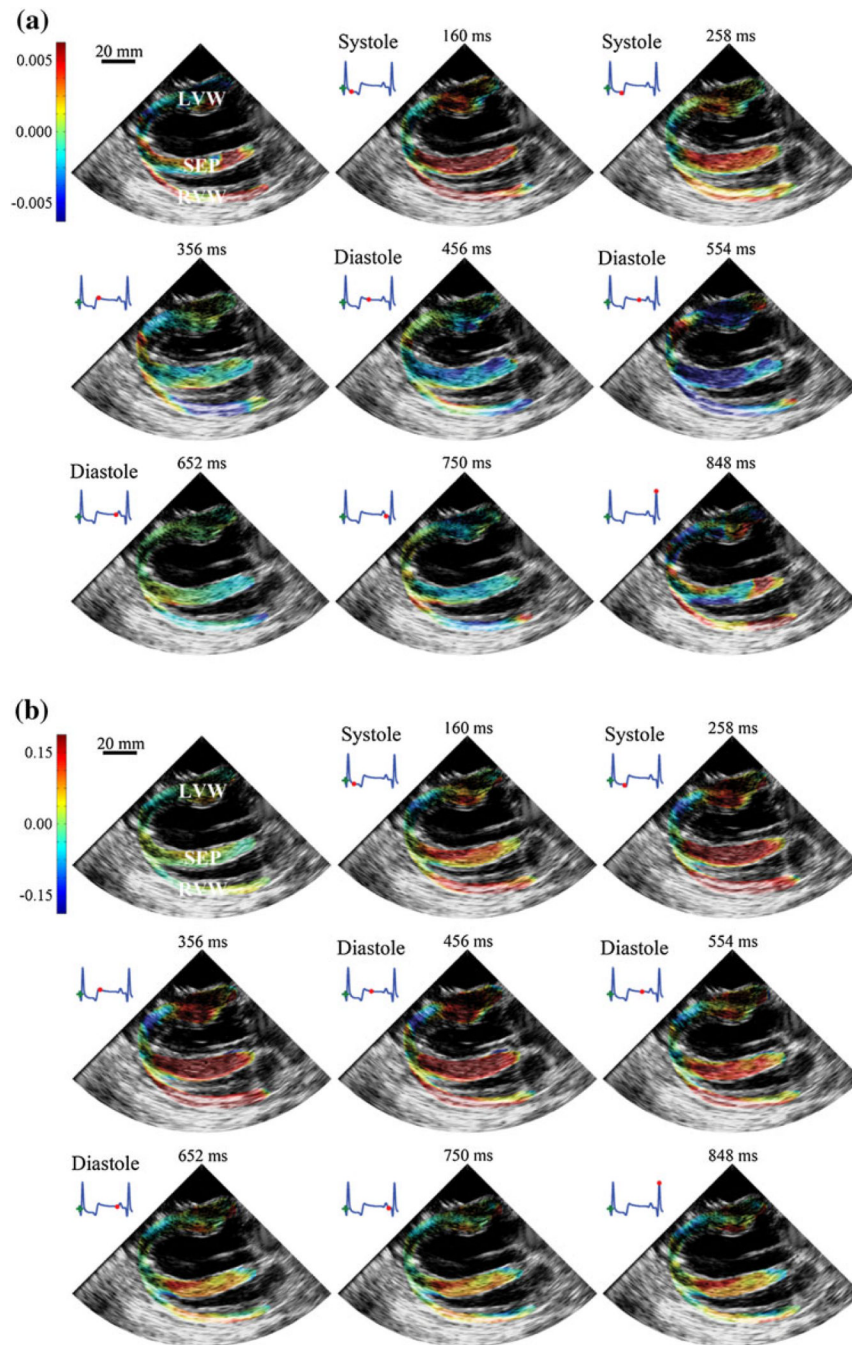 (a)
0.005
0.000
-0.005
20 mm
LVW
SEP
RVW
Systole
160 ms
Systole
258 ms
356 ms
Diastole
456 ms
Diastole
554 ms
Diastole
652 ms
750 ms
848 ms
(b)
0.15
0.00
-0.15
20 mm
LVW
SEP
RVW
Systole
160 ms
Systole
258 ms
356 ms
Diastole
456 ms
Diastole
554 ms
Diastole
652 ms
750 ms
848 ms